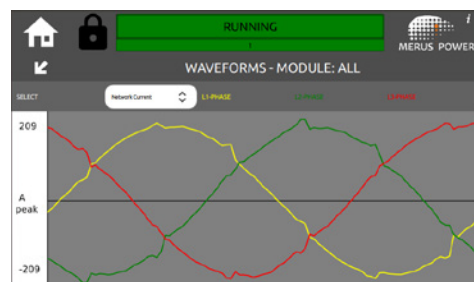 RUNNING
1
i
MERUS POWER
WAVEFORMS - MODULE: ALL
SELECT
Network Current
L1-PHASE
L2-PHASE
L3-PHASE
209
A
peak
-209